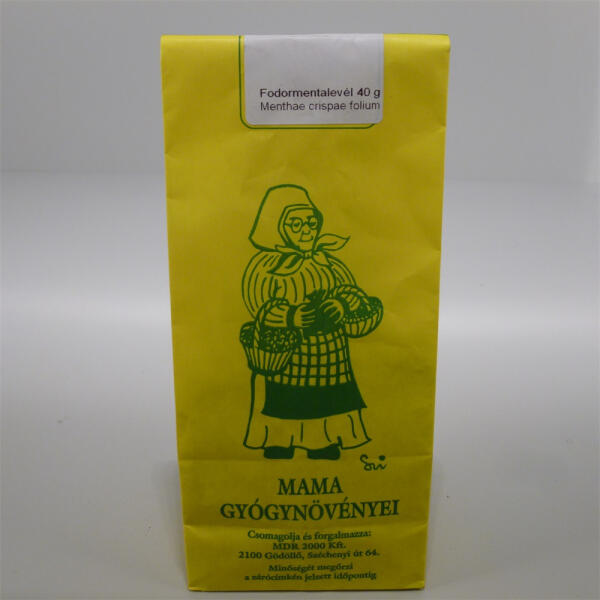 Fodormentalevél 40 g
Menthae crispae folium
MAMA
GYÓGYNÖVÉNYEI
Csomagolja és forgalmazza:
MDR 2000 Kft.
2100 Gödöllő, Széchenyi út 64.
Minőségét megőrzi
a zárócímkén jelzett időpontig